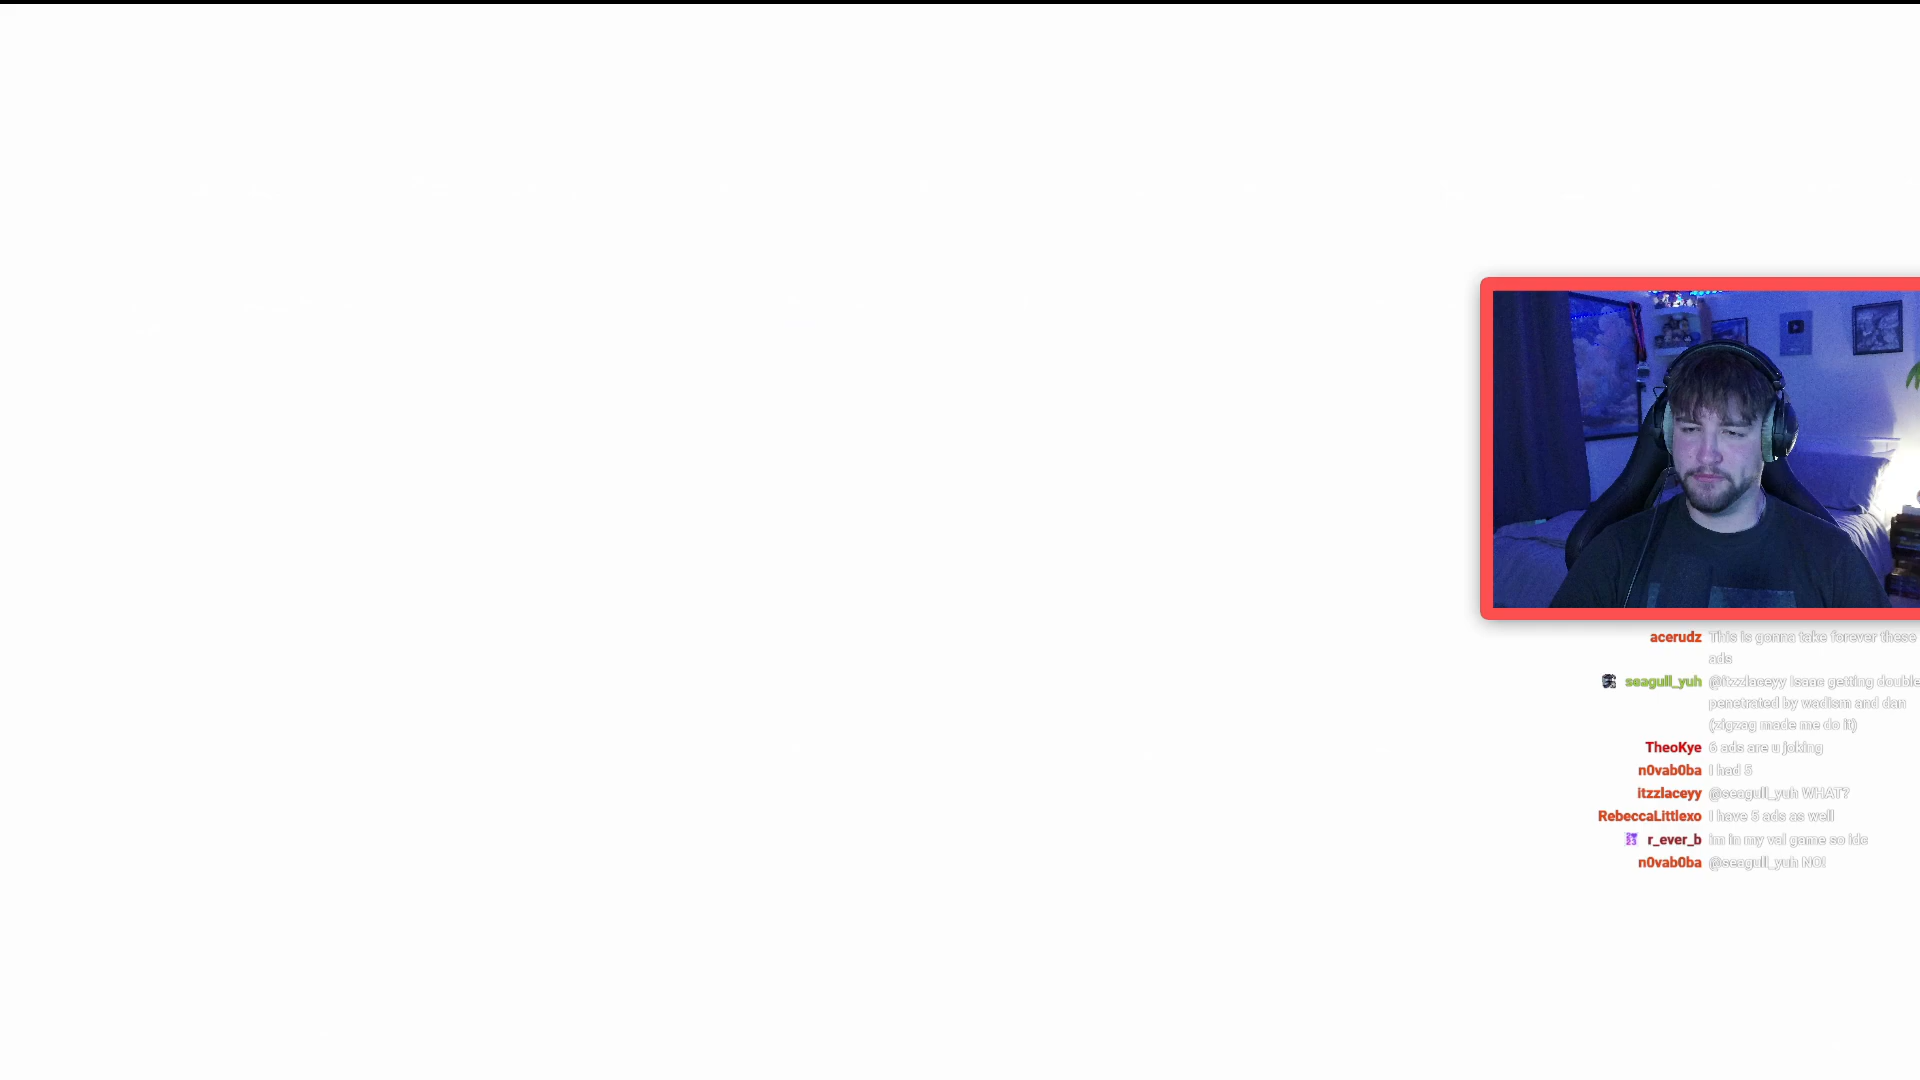 acerudz This is gonna take forever these
ads
seagull_yuh @itzzlaceyy Isaac getting double
penetrated by wadism and dan
(zigzag made me do it)
TheoKye 6 ads are u joking
n0vab0ba I had 5
itzzlaceyy @seagull_yuh WHAT?
RebeccaLittlexo I have 5 ads as well
r_ever_b im in my val game so idc
n0vab0ba @seagull_yuh NO!